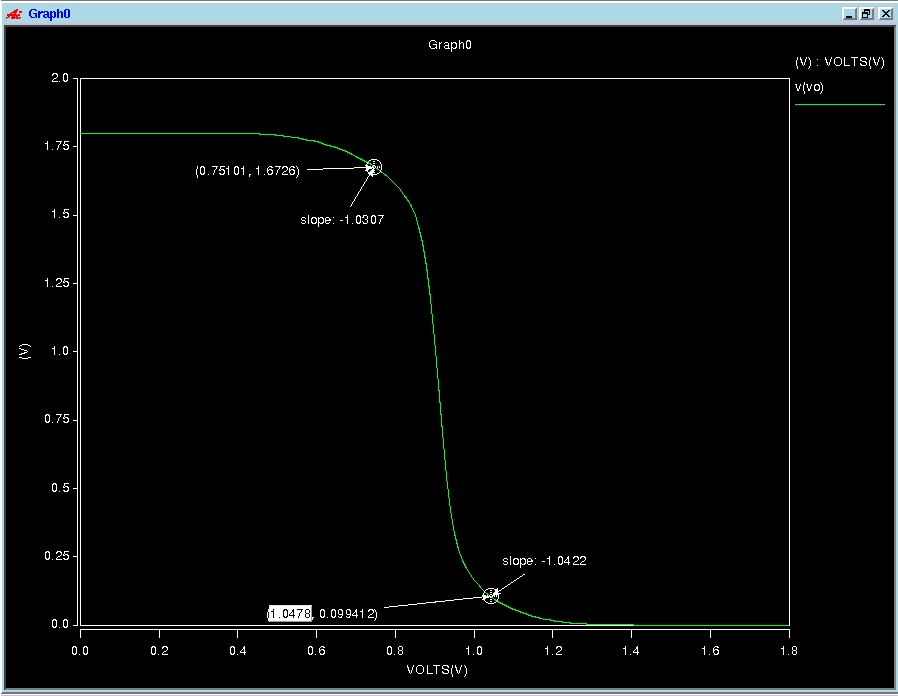 Graph0
Graph0
(V) : VOLTS(V)
v(vo)
2.0
1.75
(0.75101, 1.6726)
slope: -1.0307
1.5
1.25
(V)
1.0
0.75
0.5
slope: -1.0422
0.25
(1.0478, 0.099412)
0.0
0.0 0.2 0.4 0.6 0.8 1.0 1.2 1.4 1.6 1.8
VOLTS(V)